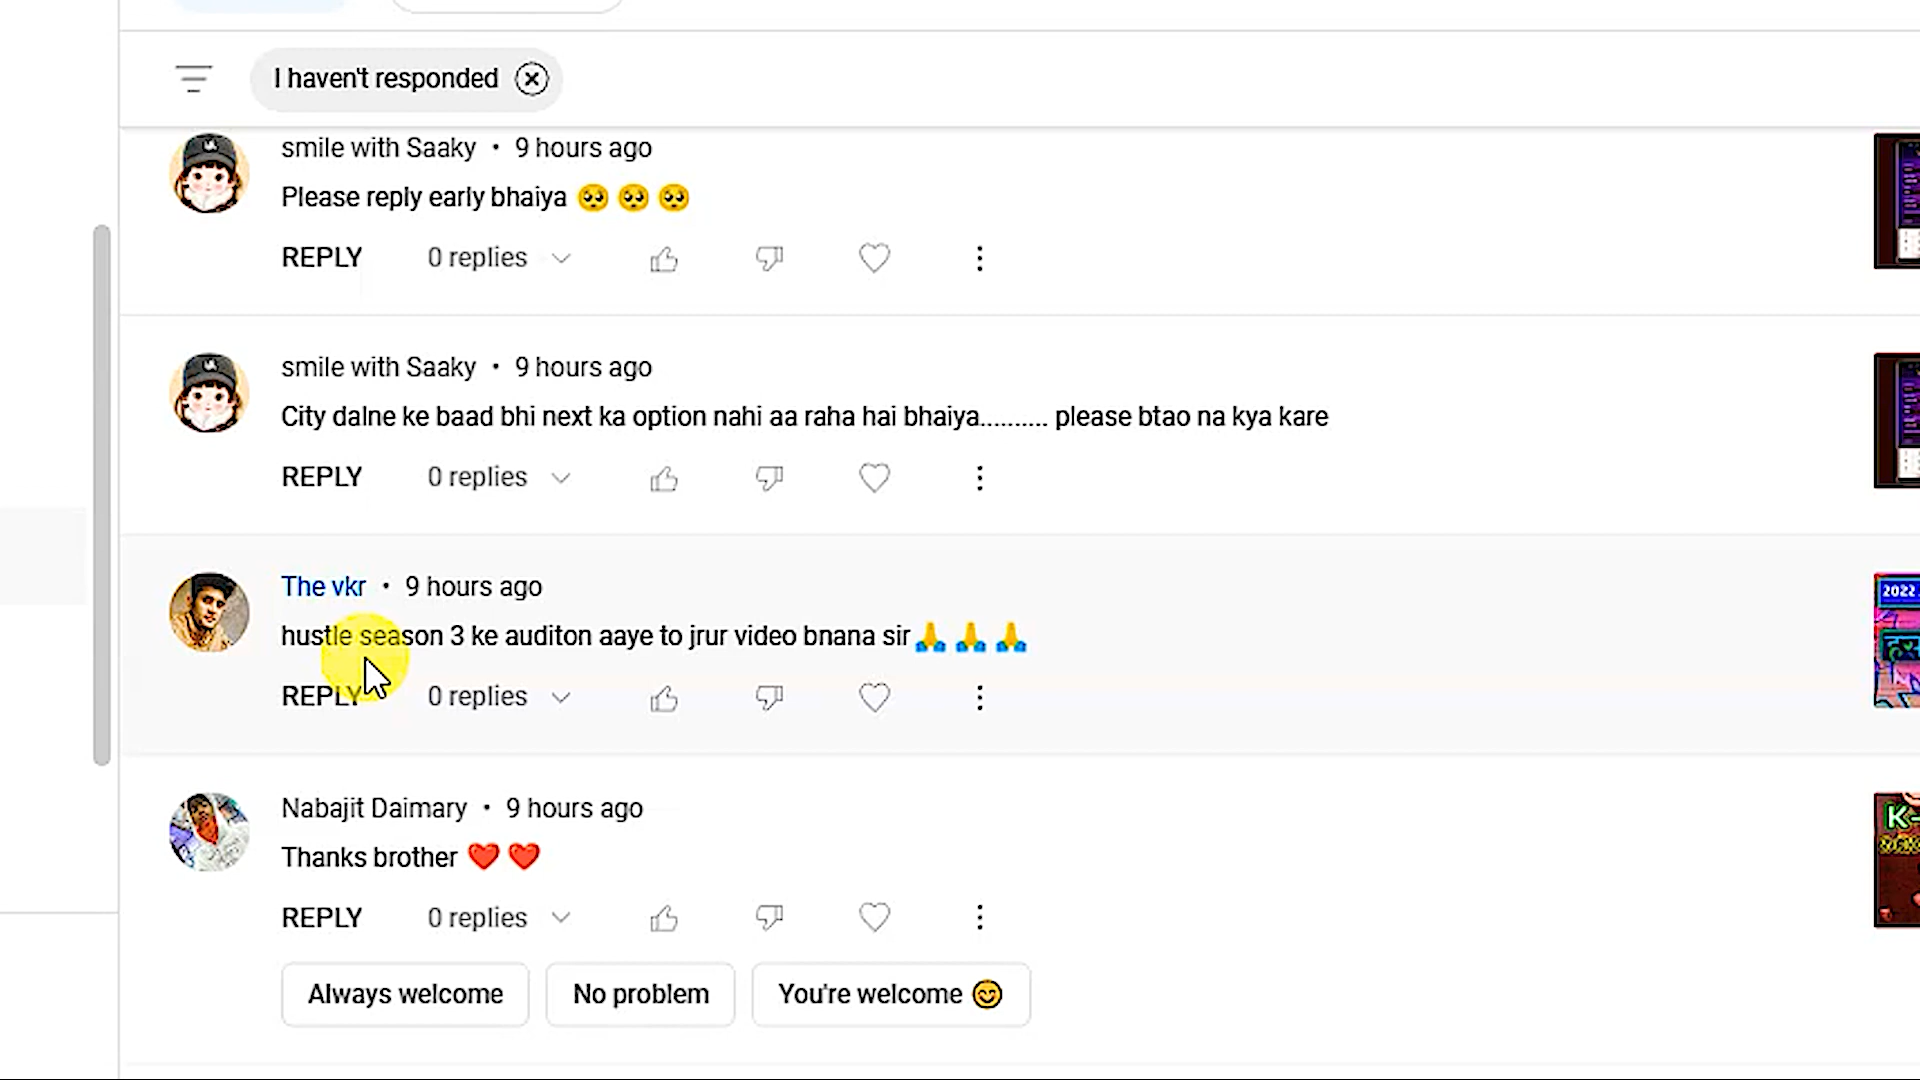 I haven't responded
smile with Saaky • 9 hours ago
Please reply early bhaiya 🥺 🥺 🥺
REPLY 0 replies
smile with Saaky • 9 hours ago
City dalne ke baad bhi next ka option nahi aa raha hai bhaiya.......... please btao na kya kare
REPLY 0 replies
The vkr • 9 hours ago
2022
hustle season 3 ke auditon aaye to jrur video bnana sir🙏 🙏 🙏
REPLY 0 replies
Nabajit Daimary • 9 hours ago
K-
Thanks brother ❤️ ❤️
REPLY 0 replies
Always welcome No problem You're welcome 😊